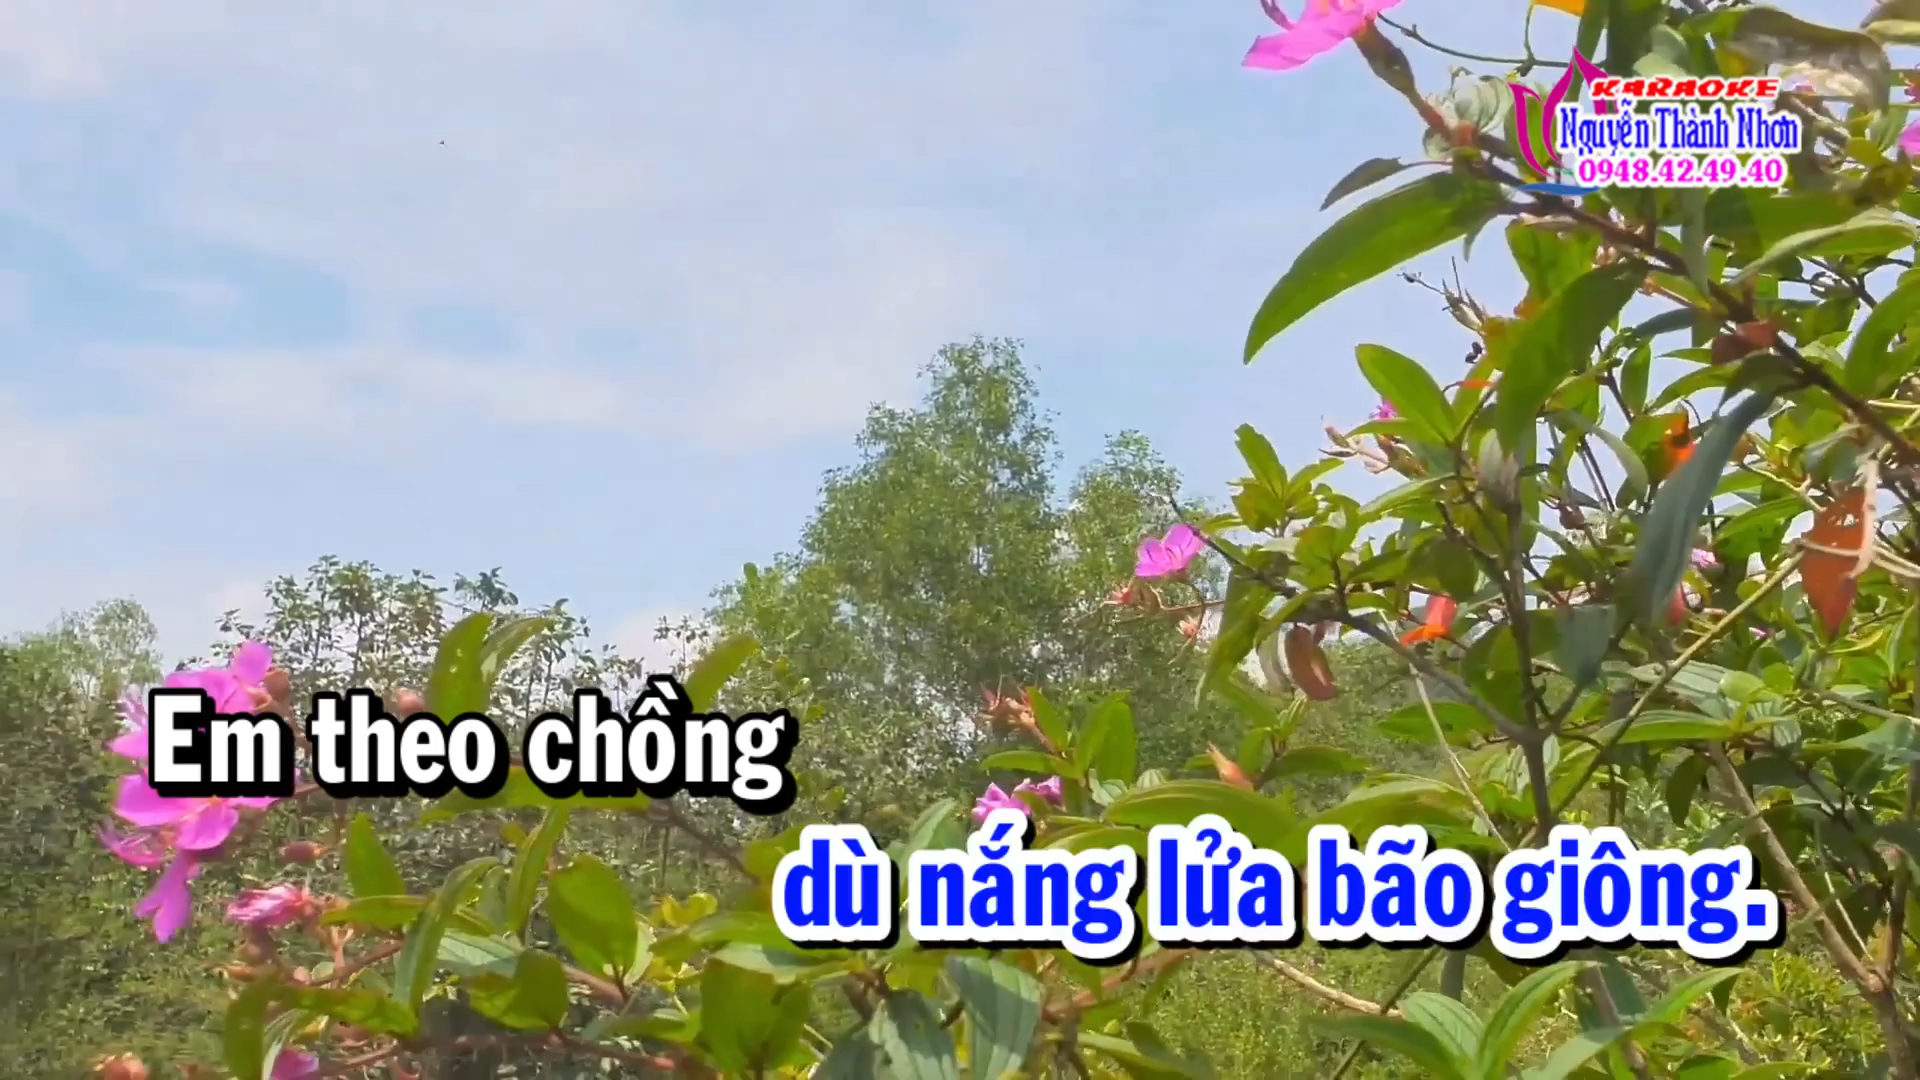 KARAOKE
Nguyễn Thành Nhơn
0948.42.49.40
Em theo chồng
dù nắng lửa bão giông.